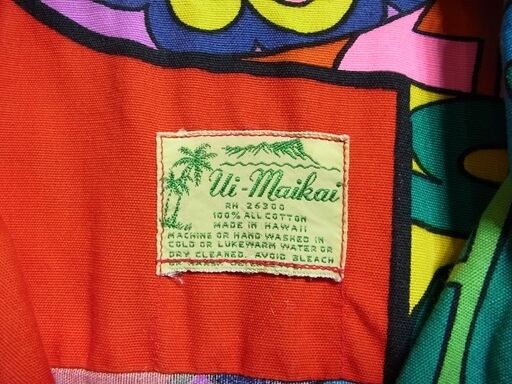 Ui-Maikai
RN 26300
100% ALL COTTON
MADE IN HAWAII
MACHINE OR HAND WASHED IN
COLD OR LUKEWARM WATER OR
DRY CLEANED. AVOID BLEACH